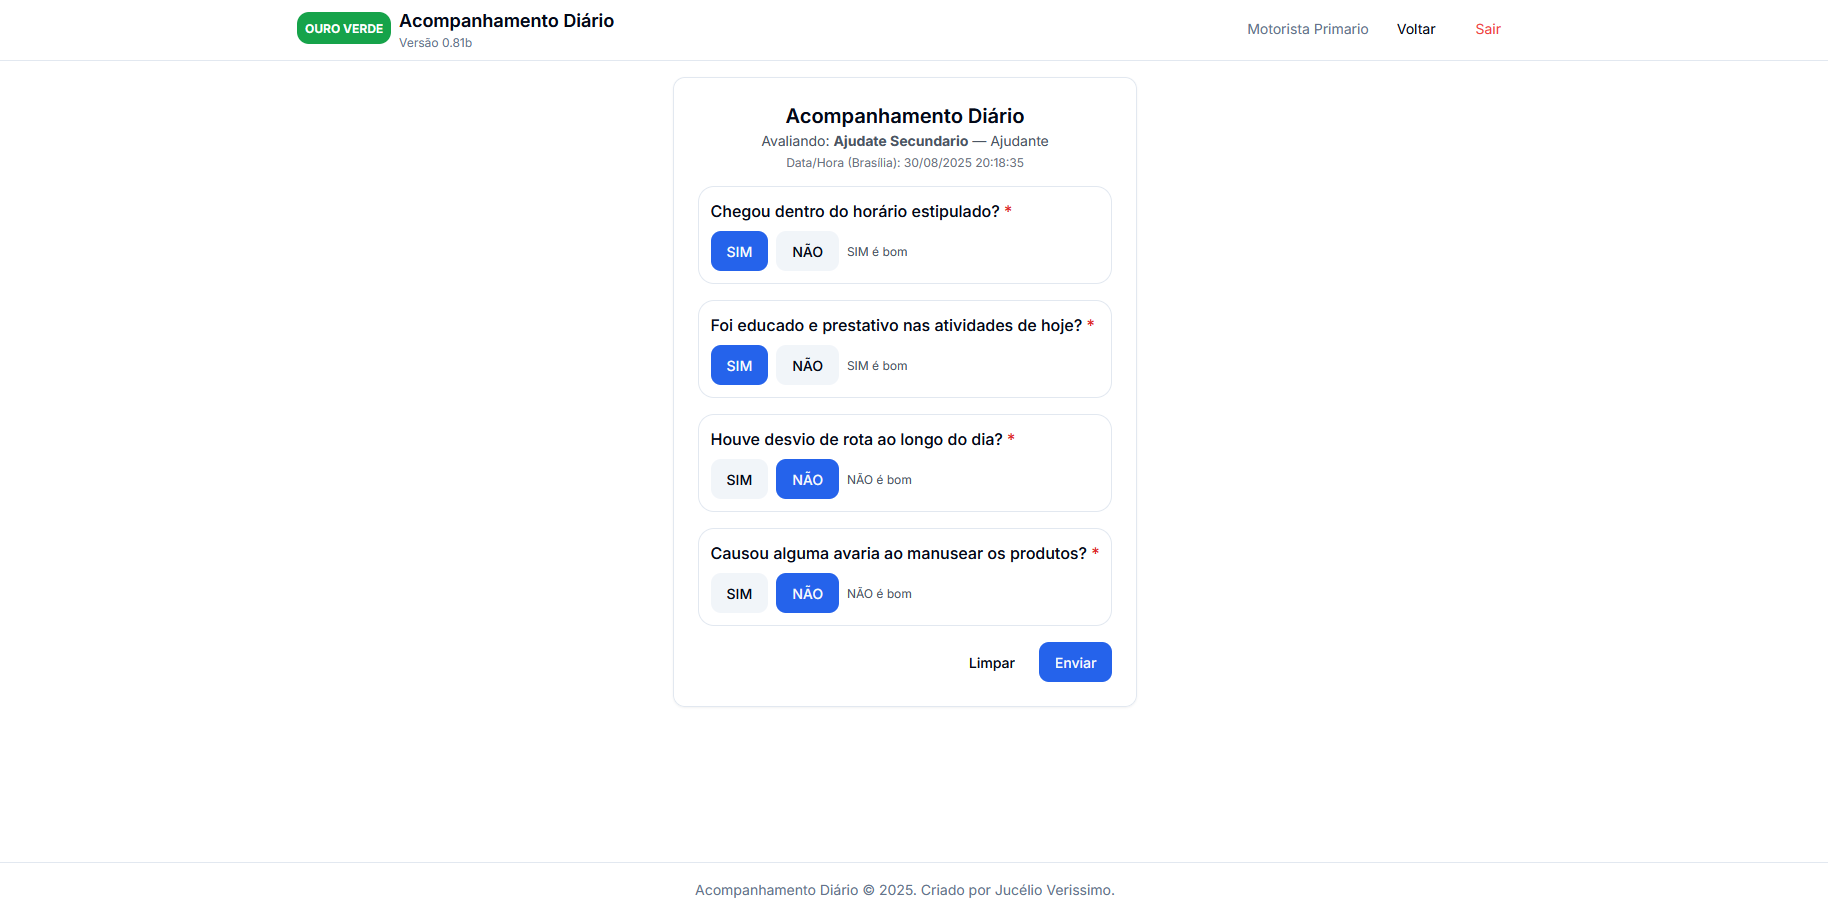 OURO VERDE
Acompanhamento Diário
Versão 0.81b
Motorista Primario
Voltar
Sair
Acompanhamento Diário
Avaliando: Ajudate Secundario — Ajudante
Data/Hora (Brasília): 30/08/2025 20:18:35
Chegou dentro do horário estipulado? *
SIM NÃO SIM é bom
Foi educado e prestativo nas atividades de hoje? *
SIM NÃO SIM é bom
Houve desvio de rota ao longo do dia? *
SIM NÃO NÃO é bom
Causou alguma avaria ao manusear os produtos? *
SIM NÃO NÃO é bom
Limpar Enviar
Acompanhamento Diário © 2025. Criado por Jucélio Verissimo.